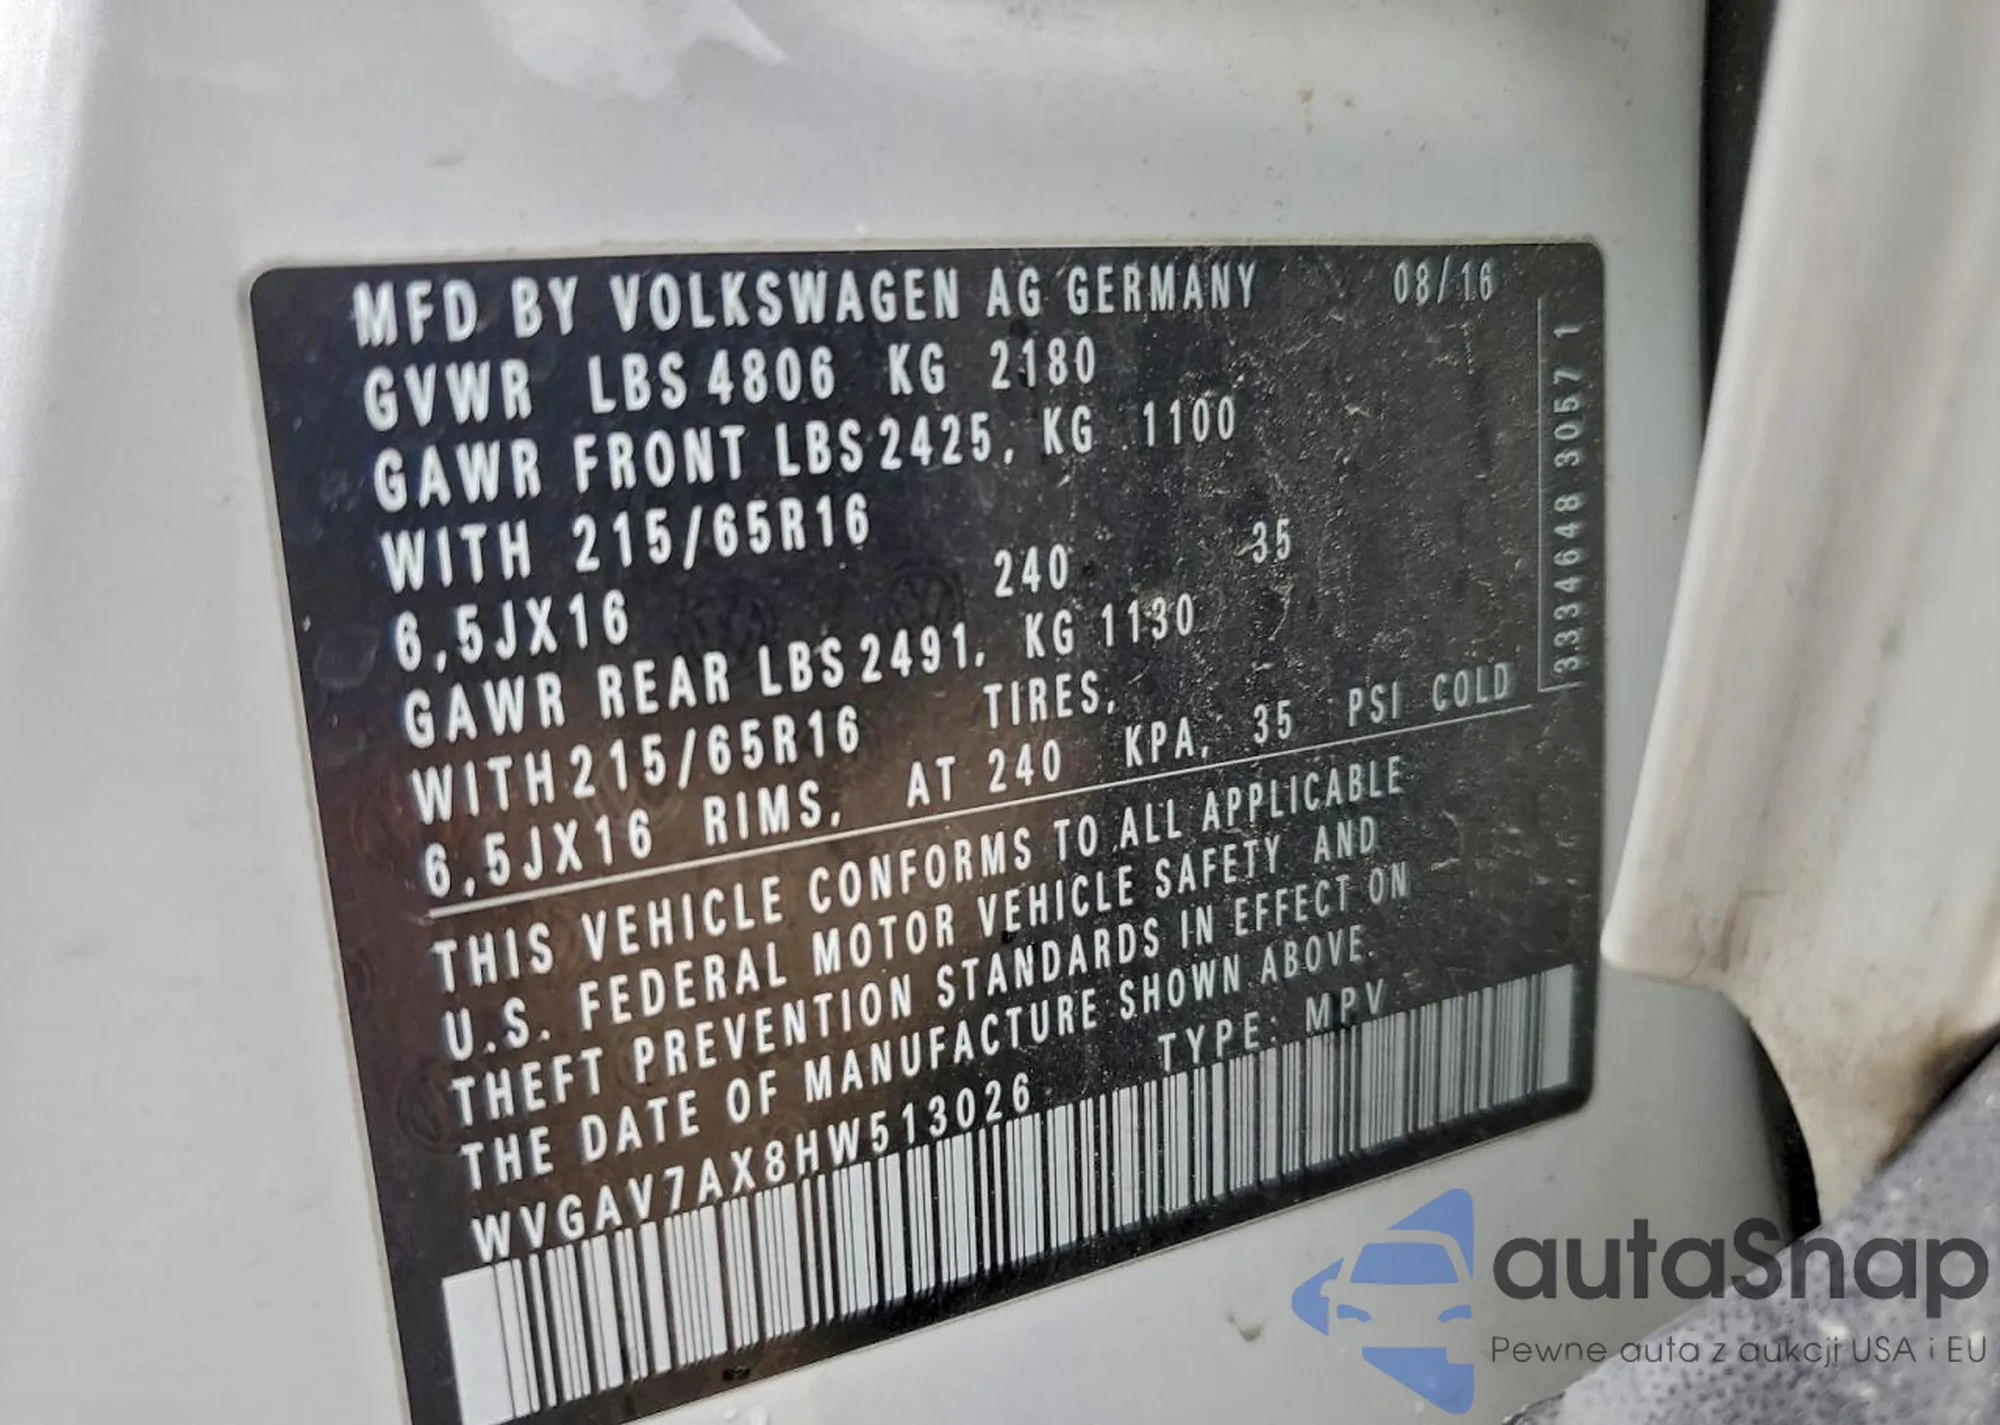 MFD BY VOLKSWAGEN AG GERMANY 08/16
GVWR LBS 4806 KG 2180
GAWR FRONT LBS 2425, KG 1100
WITH 215/65R16
6,5JX16 240 35
GAWR REAR LBS 2491, KG 1130
WITH 215/65R16 TIRES,
6,5JX16 RIMS, AT 240 KPA, 35 PSI COLD
THIS VEHICLE CONFORMS TO ALL APPLICABLE
U.S. FEDERAL MOTOR VEHICLE SAFETY AND
THEFT PREVENTION STANDARDS IN EFFECT ON
THE DATE OF MANUFACTURE SHOWN ABOVE.
WVGAV7AX8HW513026 TYPE: MPV
3334648 3057 1
autaSnap
Pewne auta z aukcji USA i EU